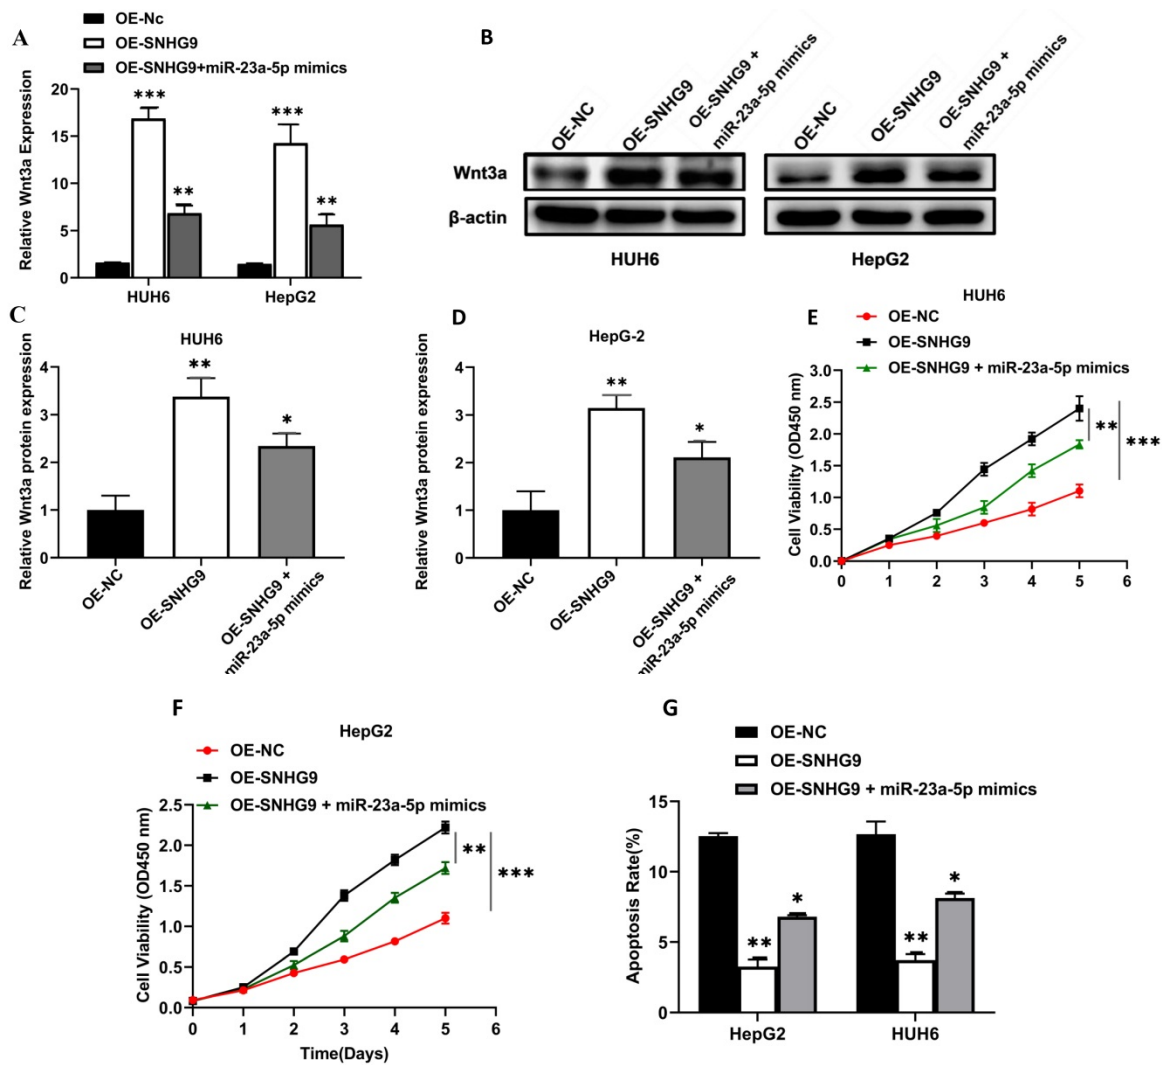 A
OE-Nc
OE-SNHG9
OE-SNHG9+miR-23a-5p mimics
Relative Wnt3a Expression
20
15
10
5
0
***
**
***
**
HUH6
HepG2
B
OE-NC
OE-SNHG9
OE-SNHG9 +
miR-23a-5p mimics
OE-NC
OE-SNHG9
OE-SNHG9 +
miR-23a-5p mimics
Wnt3a
β-actin
HUH6
HepG2
C
HUH6
Relative Wnt3a protein expression
4
3
2
1
0
**
*
OE-NC
OE-SNHG9
OE-SNHG9 +
miR-23a-5p mimics
D
HepG-2
Relative Wnt3a protein expression
4
3
2
1
0
**
*
OE-NC
OE-SNHG9
OE-SNHG9 +
miR-23a-5p mimics
E
HUH6
OE-NC
OE-SNHG9
OE-SNHG9 + miR-23a-5p mimics
Cell Viability (OD450 nm)
3.0
2.5
2.0
1.5
1.0
0.5
0.0
**
***
0 1 2 3 4 5 6
F
HepG2
OE-NC
OE-SNHG9
OE-SNHG9 + miR-23a-5p mimics
Cell Viability (OD450 nm)
2.5
2.0
1.5
1.0
0.5
0.0
**
***
0 1 2 3 4 5 6
Time(Days)
G
OE-NC
OE-SNHG9
OE-SNHG9 + miR-23a-5p mimics
Apoptosis Rate(%)
15
10
5
0
**
*
**
*
HepG2
HUH6